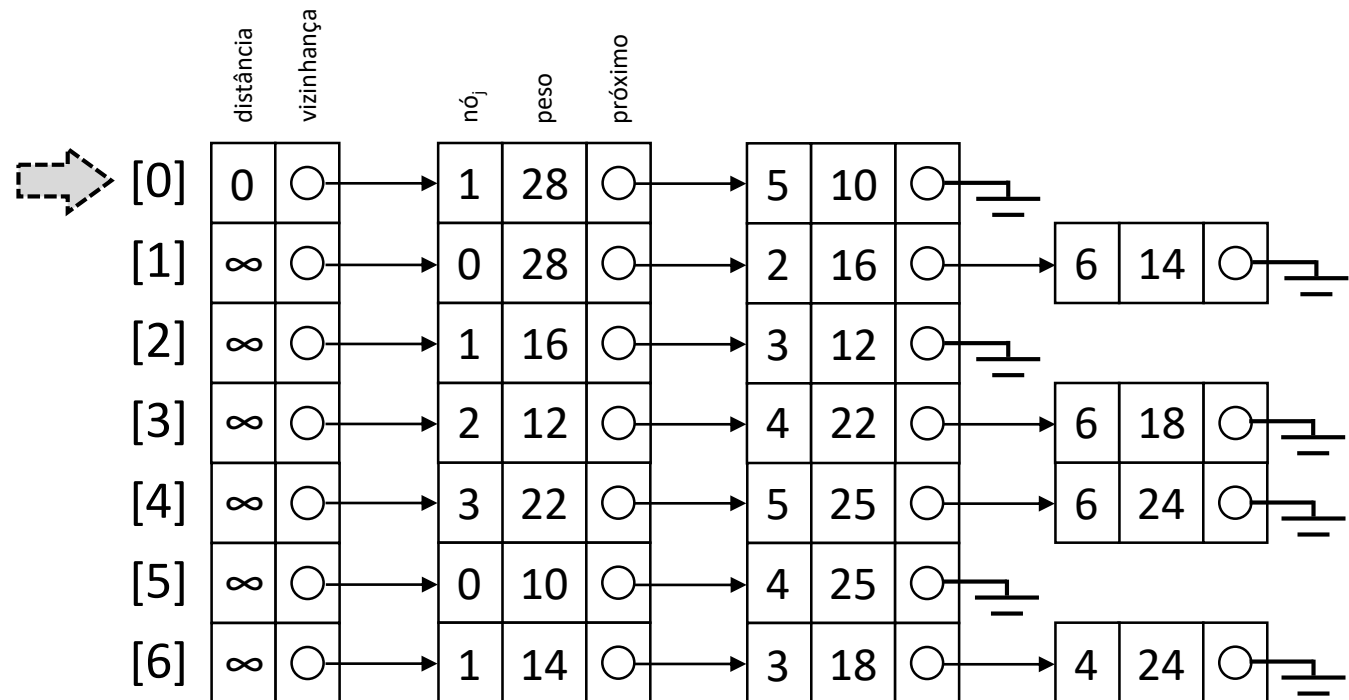 distância vizinhança nój peso próximo
[0] 0 1 28 5 10
[1] ∞ 0 28 2 16 6 14
[2] ∞ 1 16 3 12
[3] ∞ 2 12 4 22 6 18
[4] ∞ 3 22 5 25 6 24
[5] ∞ 0 10 4 25
[6] ∞ 1 14 3 18 4 24